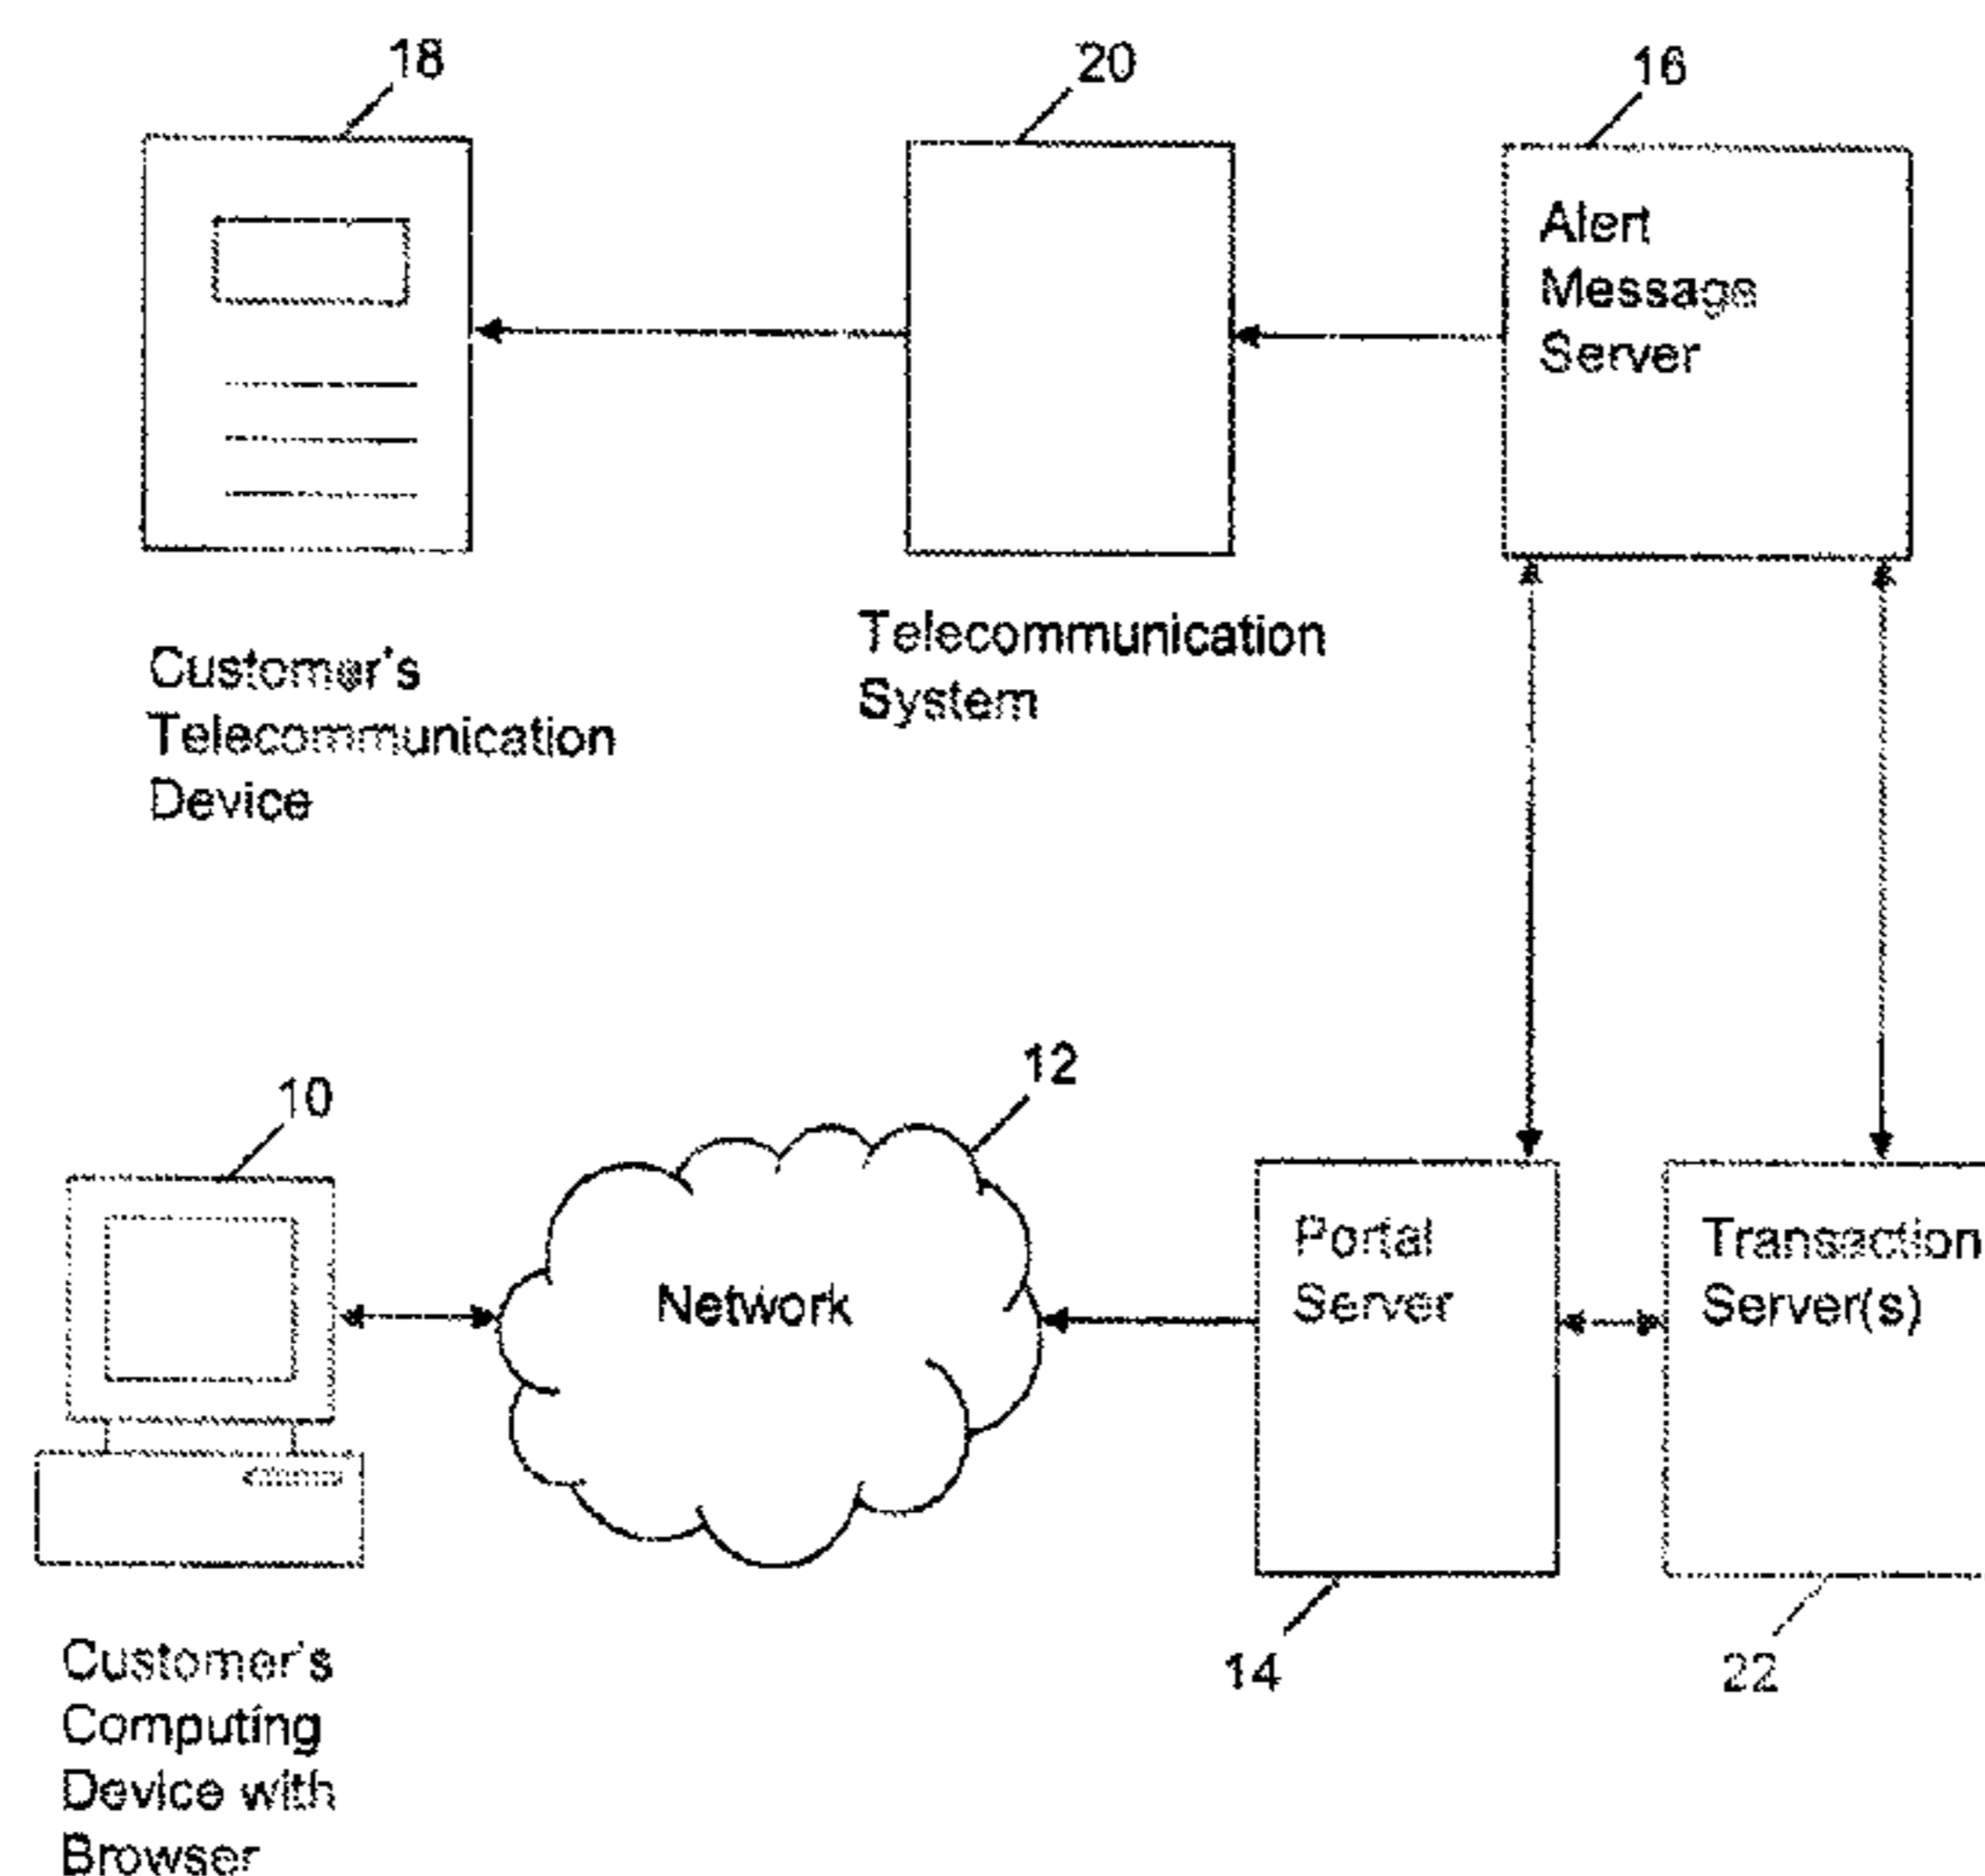 18
20
16
Alert
Message
Server
Customer's
Telecommunication
Device
Telecommunication
System
10
12
Network
Portal
Server
Transaction
Server(s)
14
22
Customer's
Computing
Device with
Browser